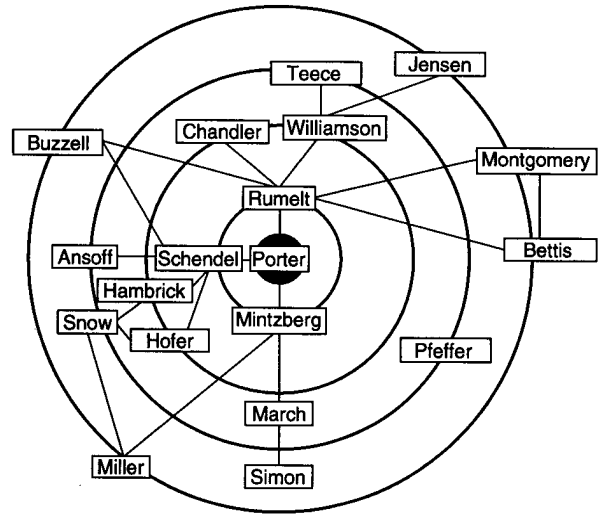 Jensen
Teece
Chandler
Williamson
Buzzell
Montgomery
Rumelt
Bettis
Ansoff
Schendel
Porter
Hambrick
Snow
Mintzberg
Hofer
Pfeffer
March
Miller
Simon